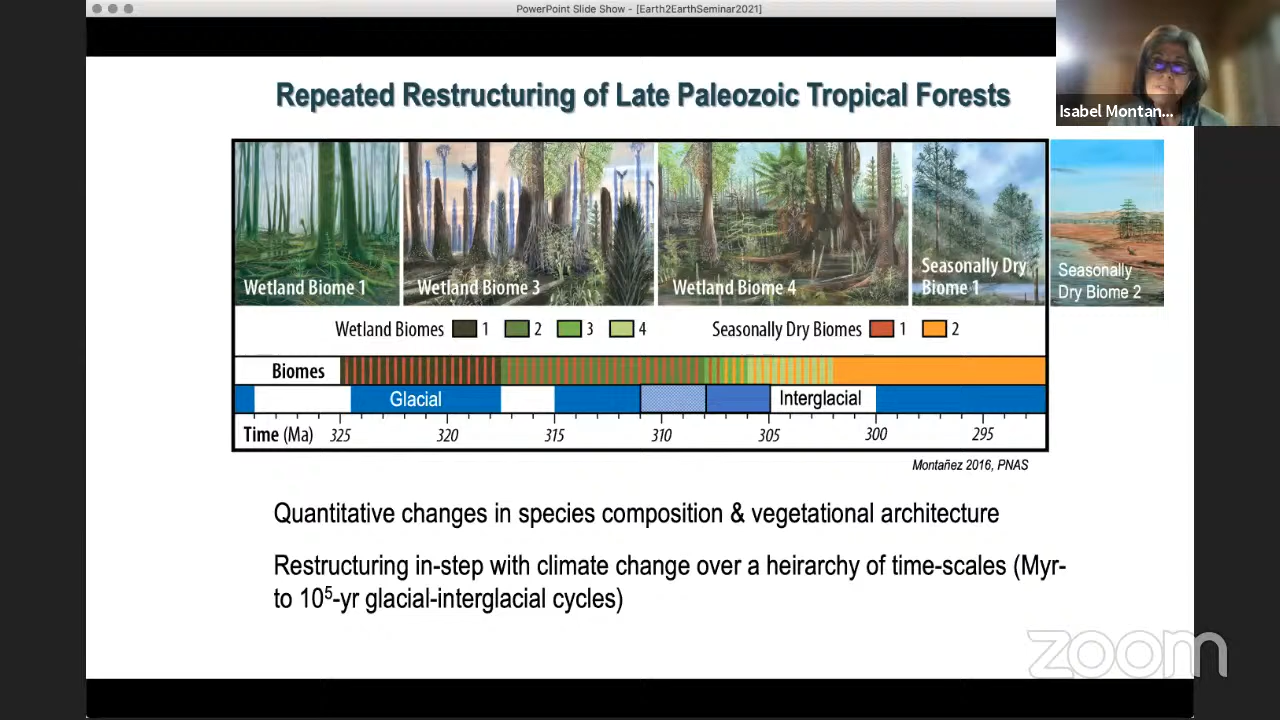 PowerPoint Slide Show - [Earth2EarthSeminar2021]
Repeated Restructuring of Late Paleozoic Tropical Forests
Isabel Montan...
Wetland Biome 1
Wetland Biome 3
Wetland Biome 4
Seasonally Dry
Biome 1
Seasonally
Dry Biome 2
Wetland Biomes 1 2 3 4 Seasonally Dry Biomes 1 2
Biomes
Glacial Interglacial
Time (Ma) 325 320 315 310 305 300 295
Montañez 2016, PNAS
Quantitative changes in species composition & vegetational architecture
Restructuring in-step with climate change over a heirarchy of time-scales (Myr-
to 10⁵-yr glacial-interglacial cycles)
zoom